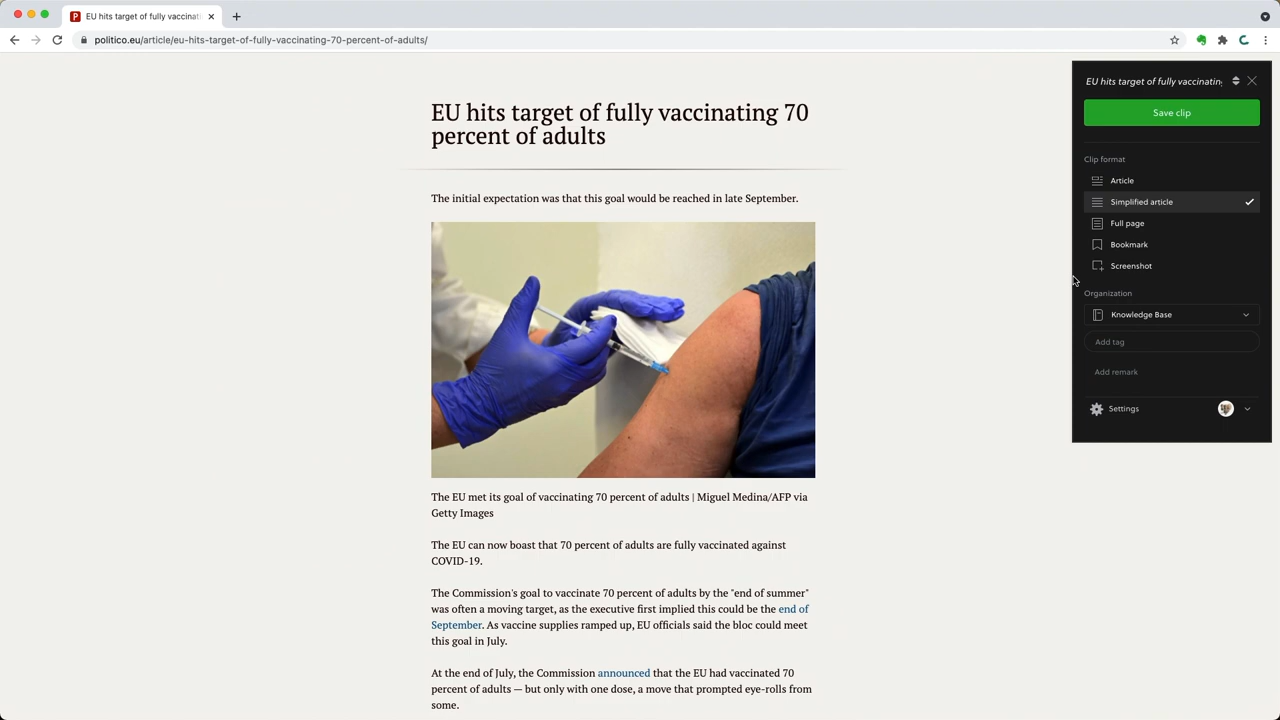 EU hits target of fully vaccinati
politico.eu/article/eu-hits-target-of-fully-vaccinating-70-percent-of-adults/
EU hits target of fully vaccinating 70
percent of adults
The initial expectation was that this goal would be reached in late September.
The EU met its goal of vaccinating 70 percent of adults | Miguel Medina/AFP via
Getty Images
The EU can now boast that 70 percent of adults are fully vaccinated against
COVID-19.
The Commission's goal to vaccinate 70 percent of adults by the "end of summer"
was often a moving target, as the executive first implied this could be the end of
September. As vaccine supplies ramped up, EU officials said the bloc could meet
this goal in July.
At the end of July, the Commission announced that the EU had vaccinated 70
percent of adults — but only with one dose, a move that prompted eye-rolls from
some.
EU hits target of fully vaccinatin
Save clip
Clip format
Article
Simplified article
Full page
Bookmark
Screenshot
Organization
Knowledge Base
Add tag
Add remark
Settings